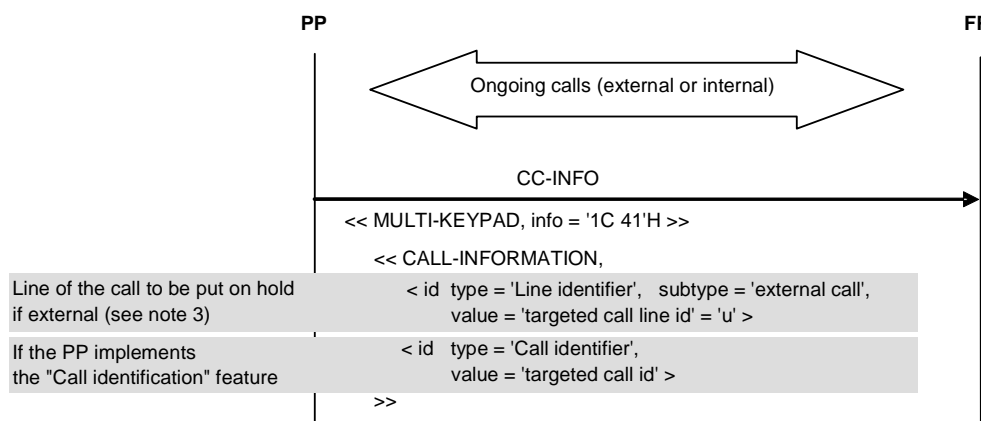 PP FP
Ongoing calls (external or internal)
CC-INFO
<< MULTI-KEYPAD, info = '1C 41'H >>
<< CALL-INFORMATION,
Line of the call to be put on hold < id type = 'Line identifier', subtype = 'external call',
if external (see note 3) value = 'targeted call line id' = 'u' >
If the PP implements < id type = 'Call identifier',
the "Call identification" feature value = 'targeted call id' >
>>